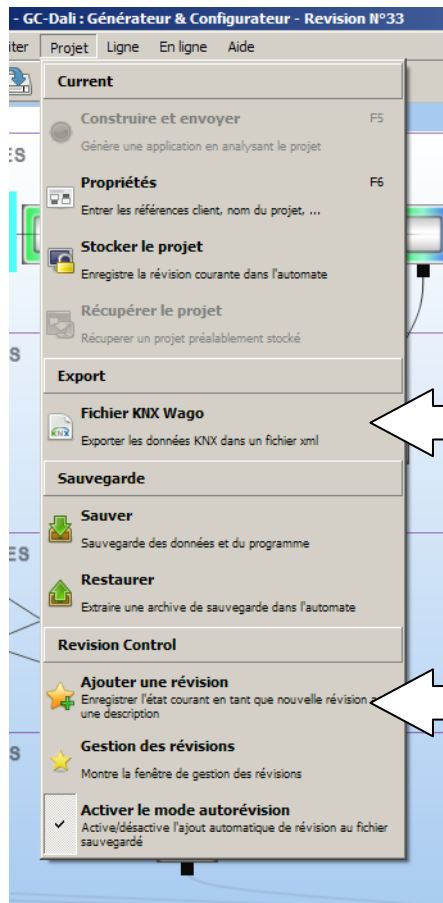 - GC-Dali : Générateur & Configurateur - Revision N°33
iter Projet Ligne En ligne Aide
Current
Construire et envoyer F5
Génère une application en analysant le projet
Propriétés F6
Entrer les références client, nom du projet, ...
Stocker le projet
Enregistre la révision courante dans l'automate
Récupérer le projet
Récuperer un projet préalablement stocké
Export
Fichier KNX Wago
KNX
Exporter les données KNX dans un fichier xml
Sauvegarde
Sauver
Sauvegarde des données et du programme
Restaurer
Extraire une archive de sauvegarde dans l'automate
Revision Control
Ajouter une révision
Enregistrer l'état courant en tant que nouvelle révision a
une description
Gestion des révisions
Montre la fenêtre de gestion des révisions
Activer le mode autorévision
Active/désactive l'ajout automatique de révision au fichier
sauvegardé
ES
S
ES
S